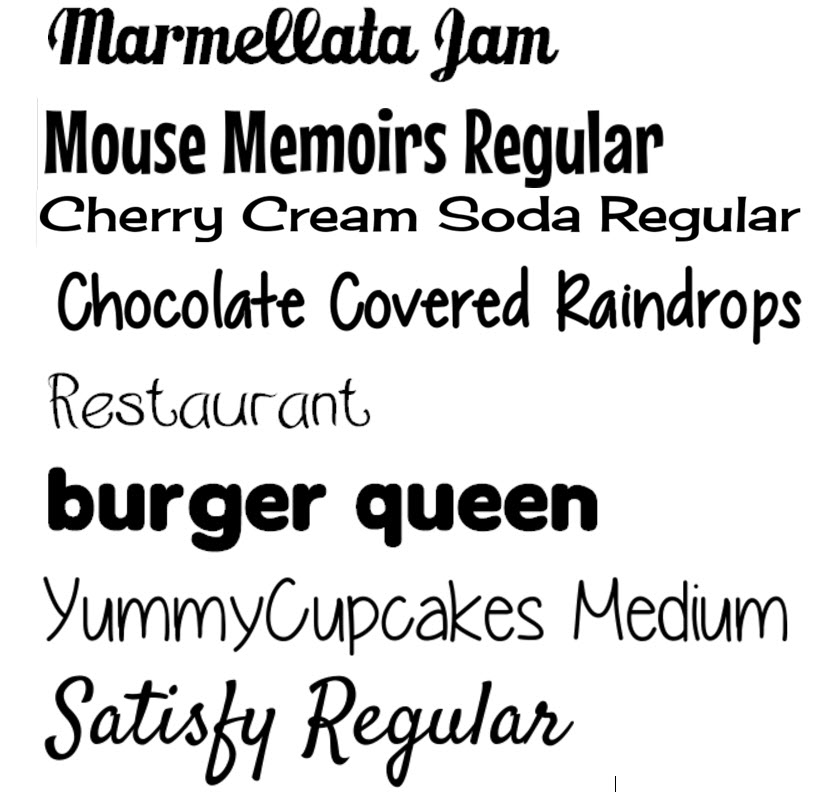 Marmellata Jam
Mouse Memoirs Regular
Cherry Cream Soda Regular
Chocolate Covered Raindrops
Restaurant
burger queen
YummyCupcakes Medium
Satisfy Regular